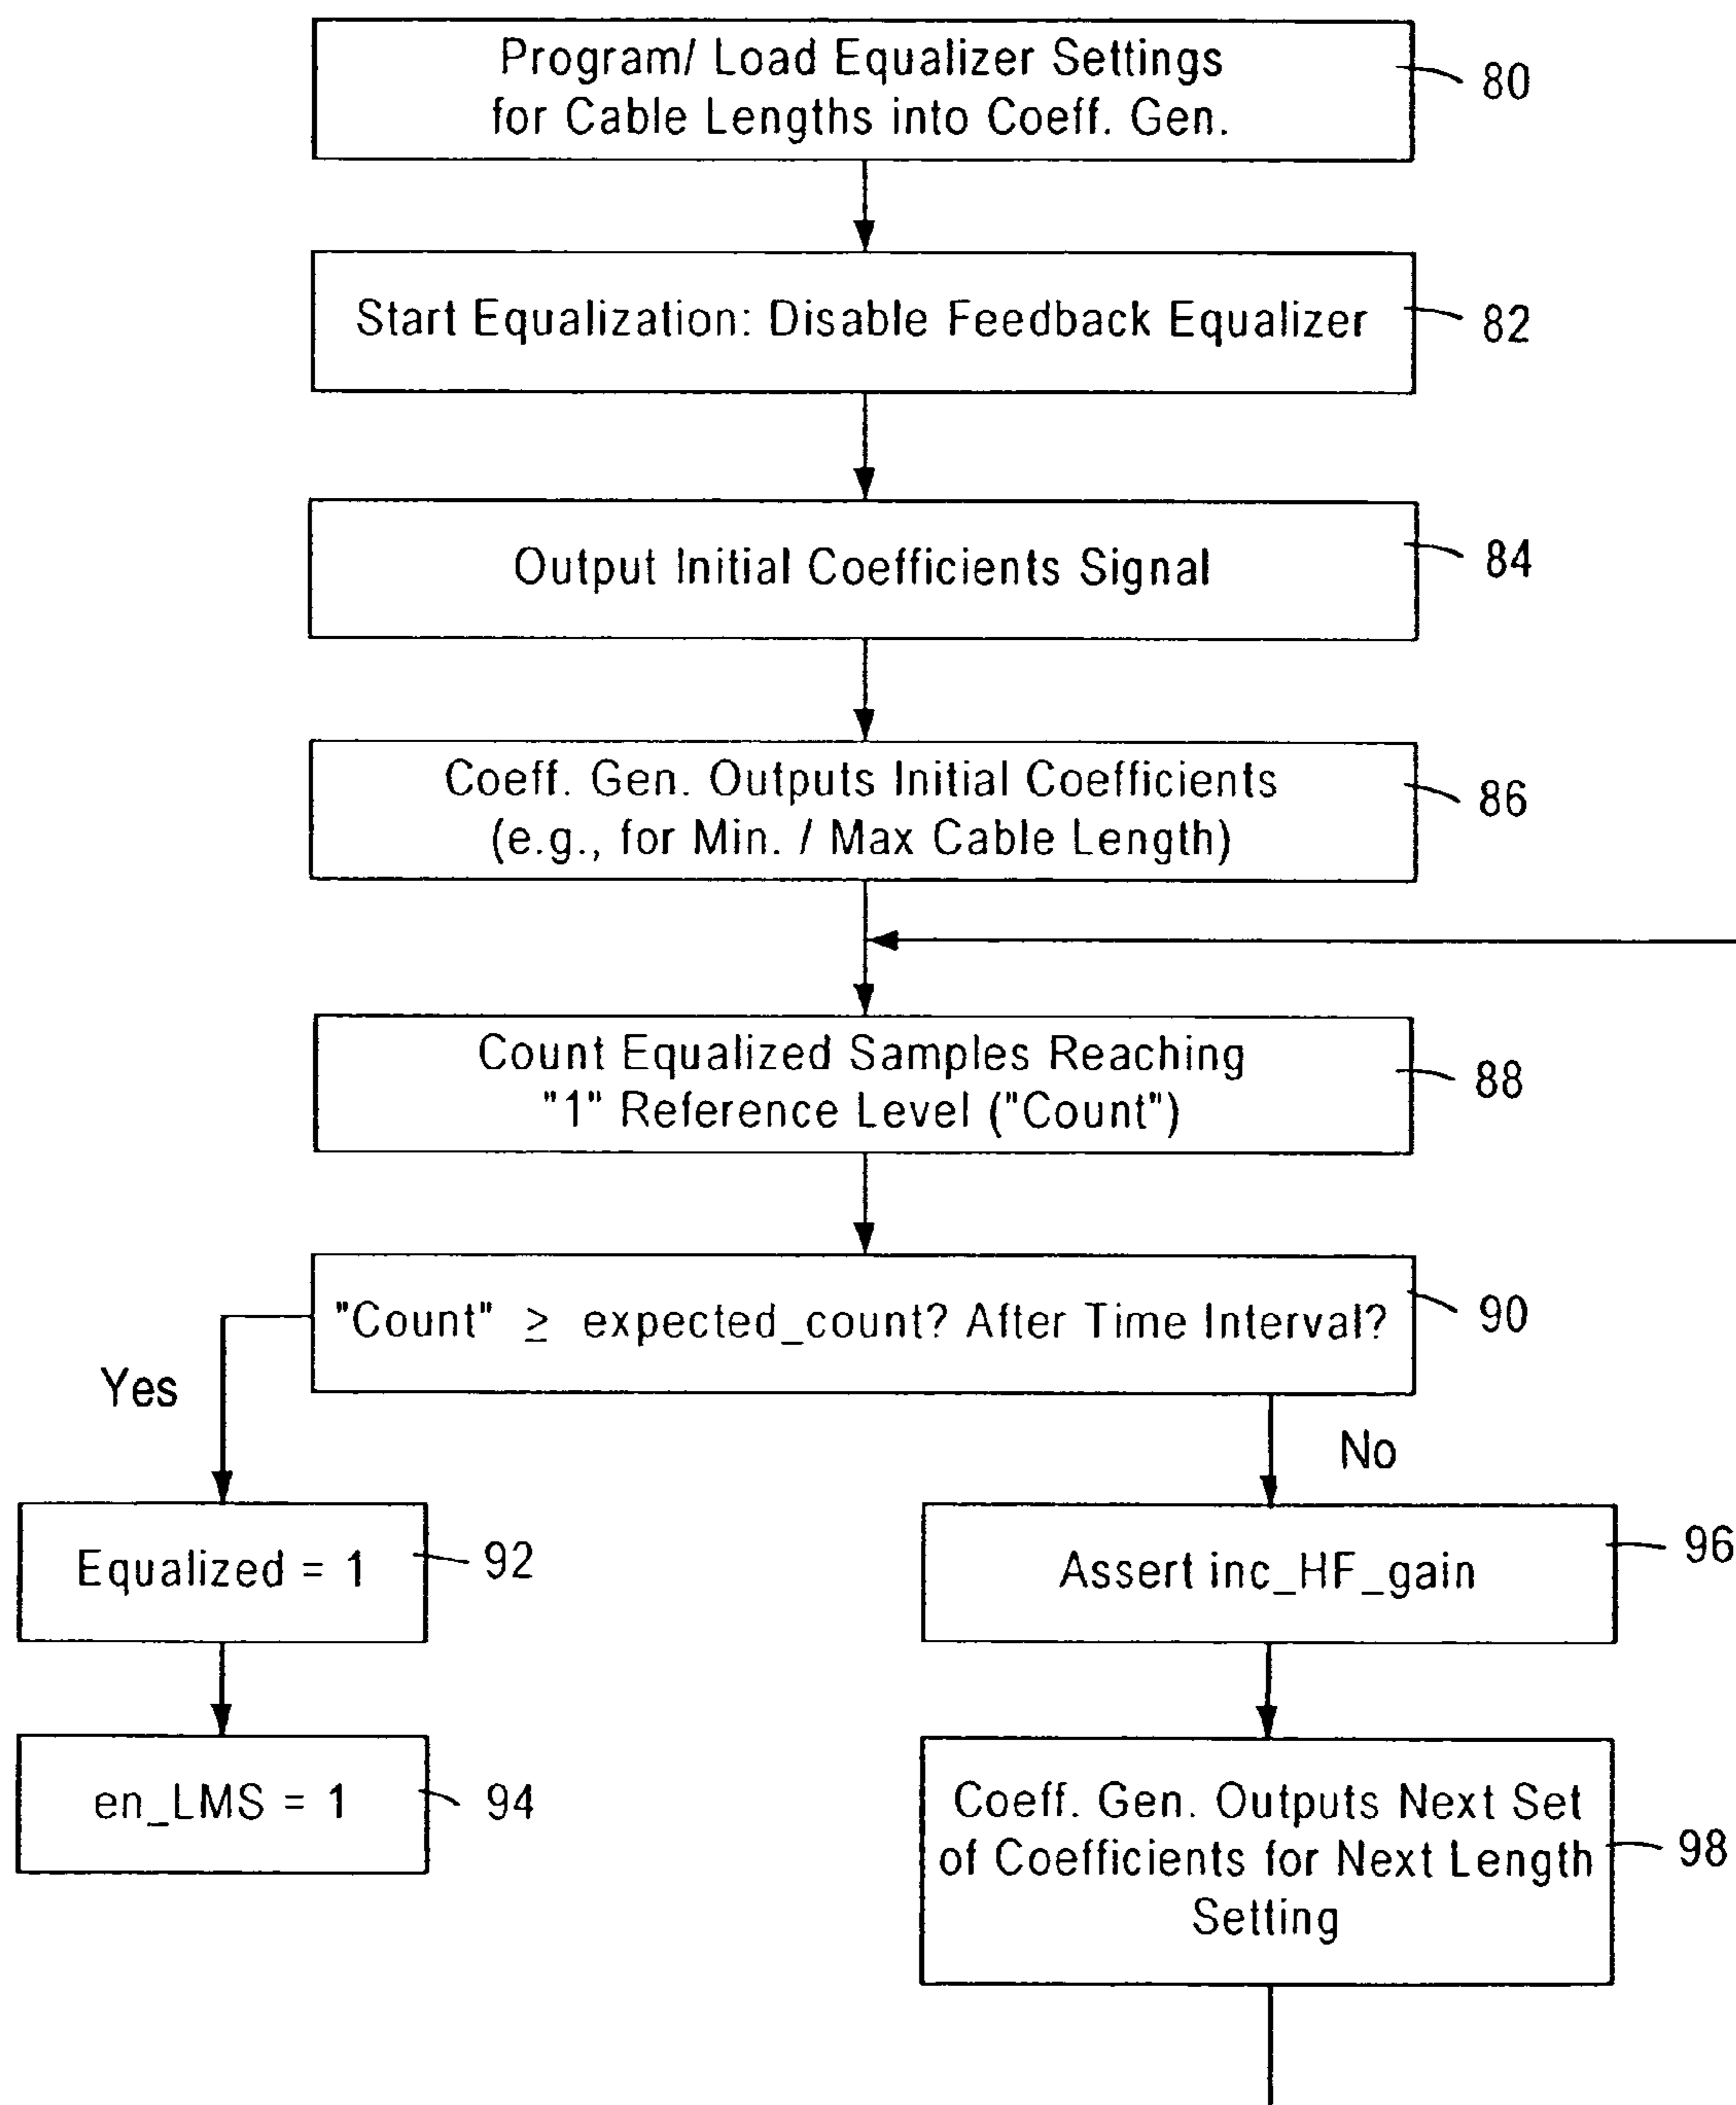 Program/ Load Equalizer Settings
for Cable Lengths into Coeff. Gen.
80
Start Equalization: Disable Feedback Equalizer
82
Output Initial Coefficients Signal
84
Coeff. Gen. Outputs Initial Coefficients
(e.g., for Min. / Max Cable Length)
86
Count Equalized Samples Reaching
"1" Reference Level ("Count")
88
"Count" ≥ expected_count? After Time Interval?
90
Yes
No
Equalized = 1
92
Assert inc_HF_gain
96
en_LMS = 1
94
Coeff. Gen. Outputs Next Set
of Coefficients for Next Length
Setting
98